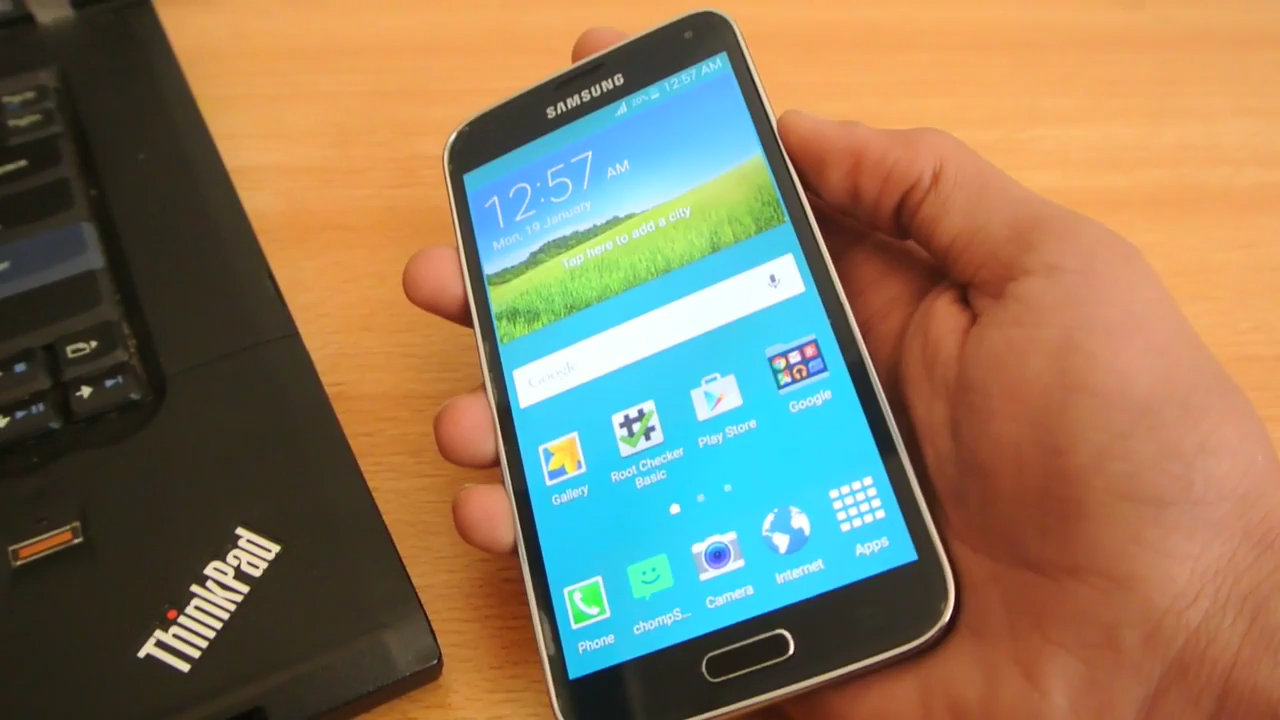 SAMSUNG
20% 12:57 AM
12:57 AM
Mon, 19 January
Tap here to add a city
Google
Gallery
Root Checker
Basic
Play Store
Google
Phone
chompS...
Camera
Internet
Apps
ThinkPad